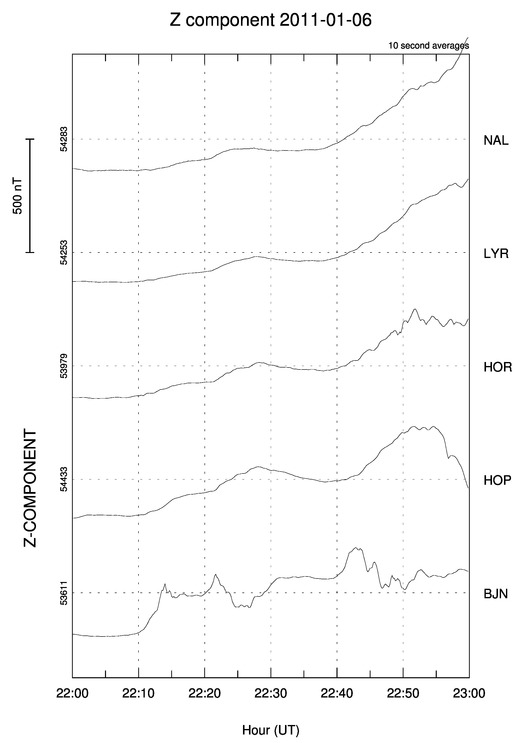 Z component 2011-01-06
10 second averages
54283
NAL
500 nT
54253
LYR
53979
HOR
54433
HOP
Z-COMPONENT
53611
BJN
22:00 22:10 22:20 22:30 22:40 22:50 23:00
Hour (UT)